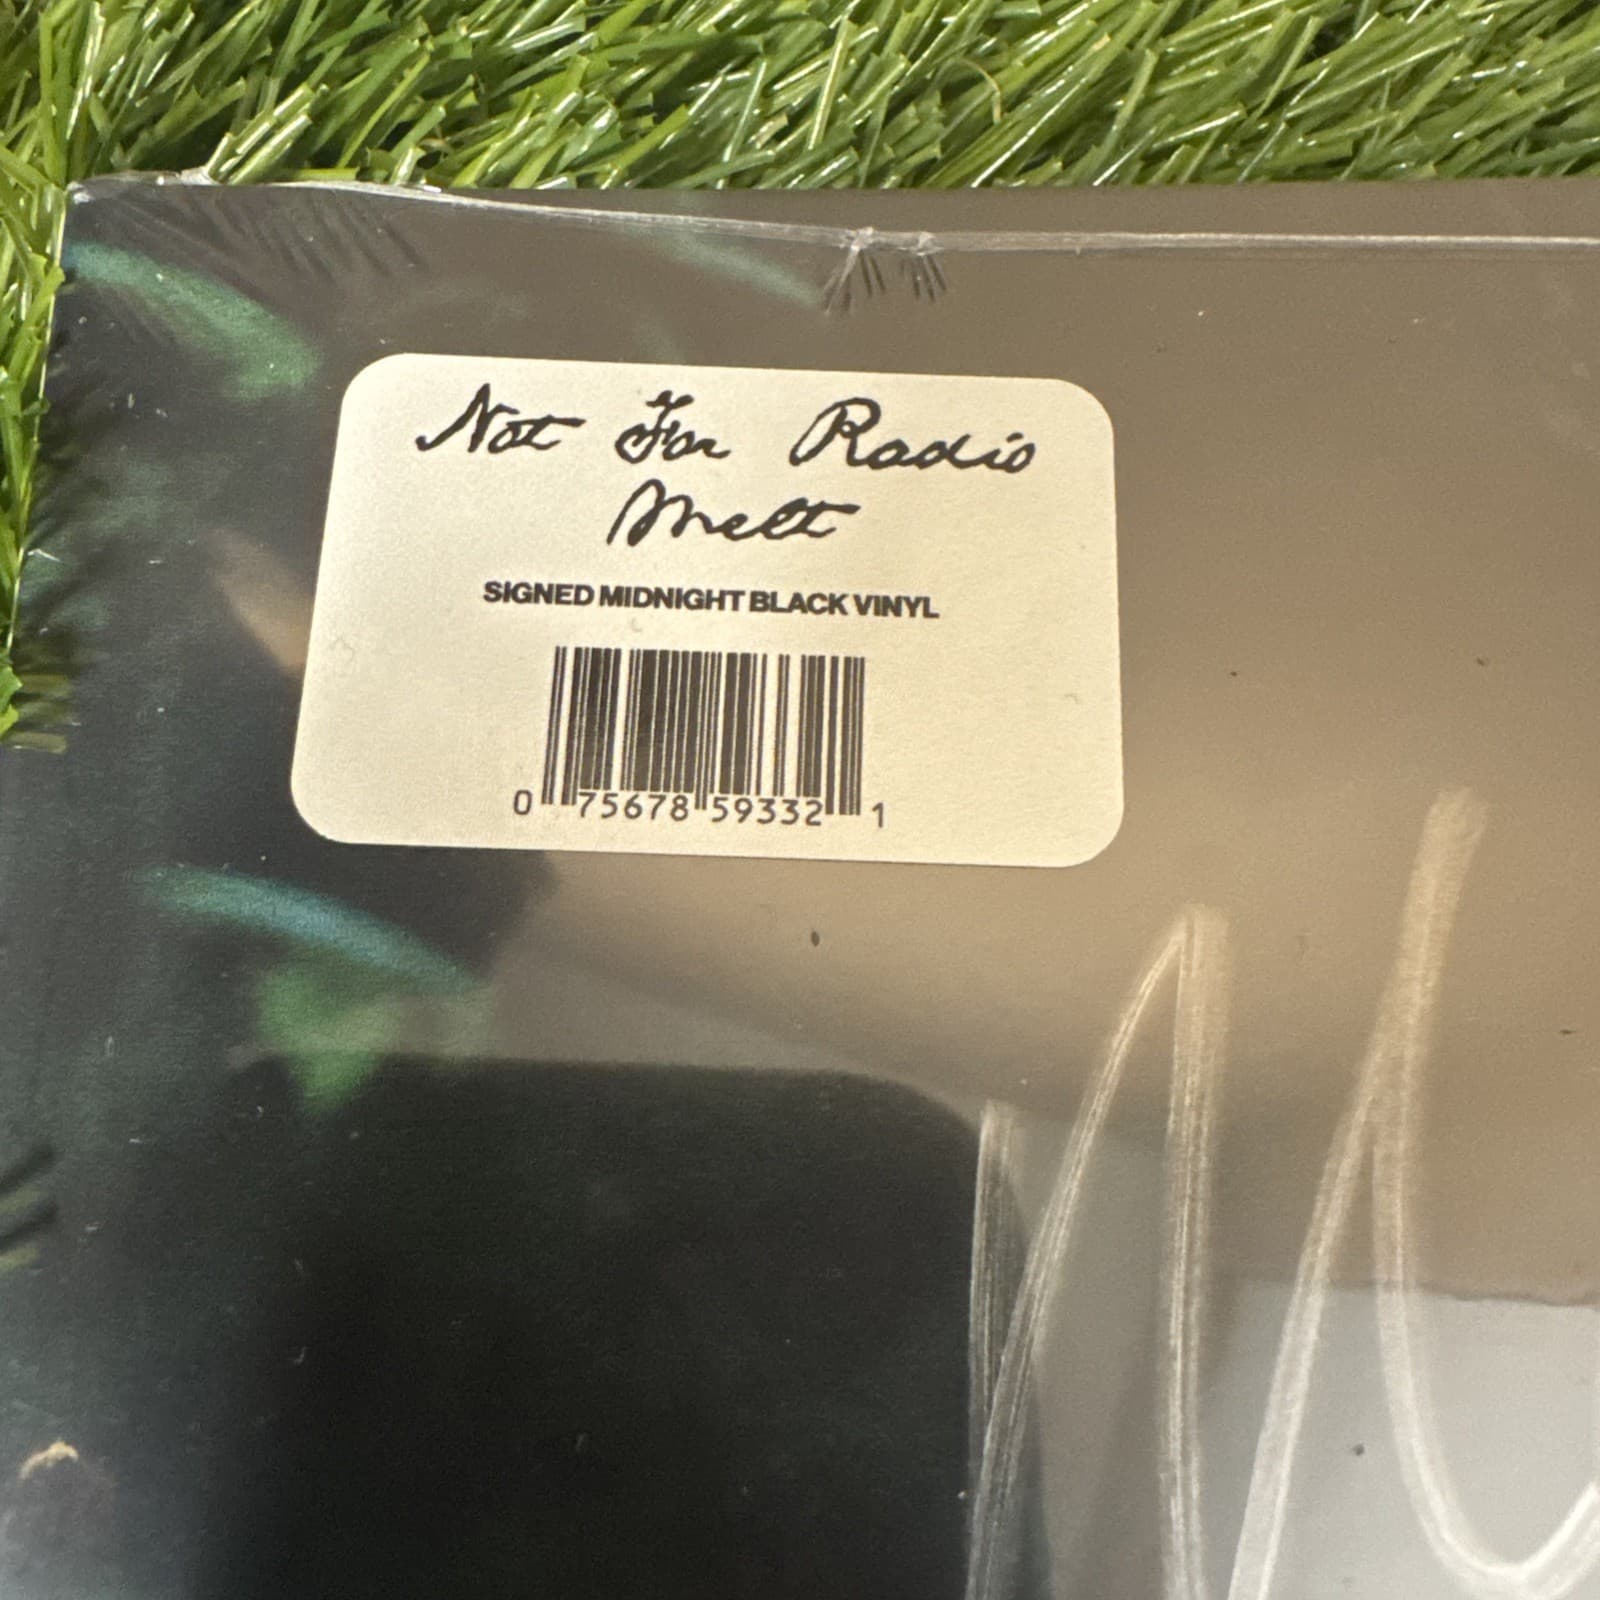 Not For Radio
Melt
SIGNED MIDNIGHT BLACK VINYL
0 75678 59332 1